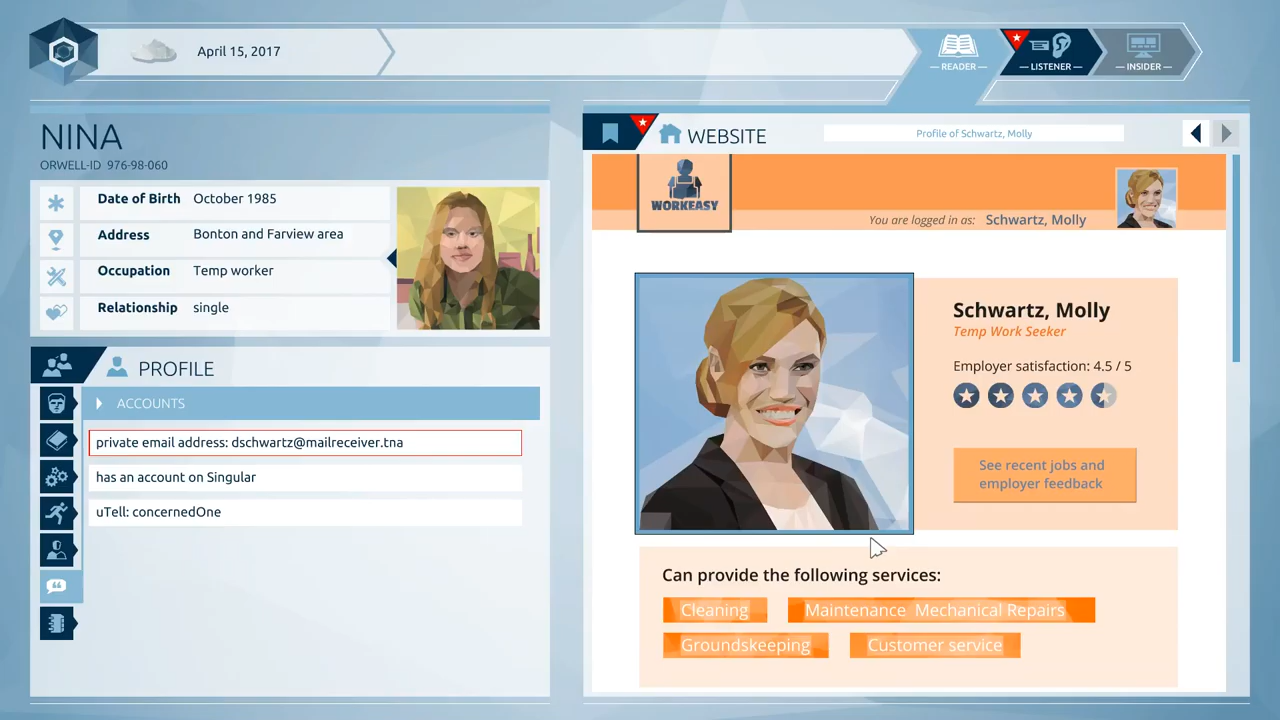 April 15, 2017
— READER —
— LISTENER —
— INSIDER —
NINA
ORWELL-ID 976-98-060
Date of Birth October 1985
Address Bonton and Farview area
Occupation Temp worker
Relationship single
PROFILE
ACCOUNTS
private email address: dschwartz@mailreceiver.tna
has an account on Singular
uTell: concernedOne
WEBSITE
Profile of Schwartz, Molly
WORKEASY
You are logged in as: Schwartz, Molly
Schwartz, Molly
Temp Work Seeker
Employer satisfaction: 4.5 / 5
See recent jobs and
employer feedback
Can provide the following services:
Cleaning Maintenance Mechanical Repairs
Groundskeeping Customer service